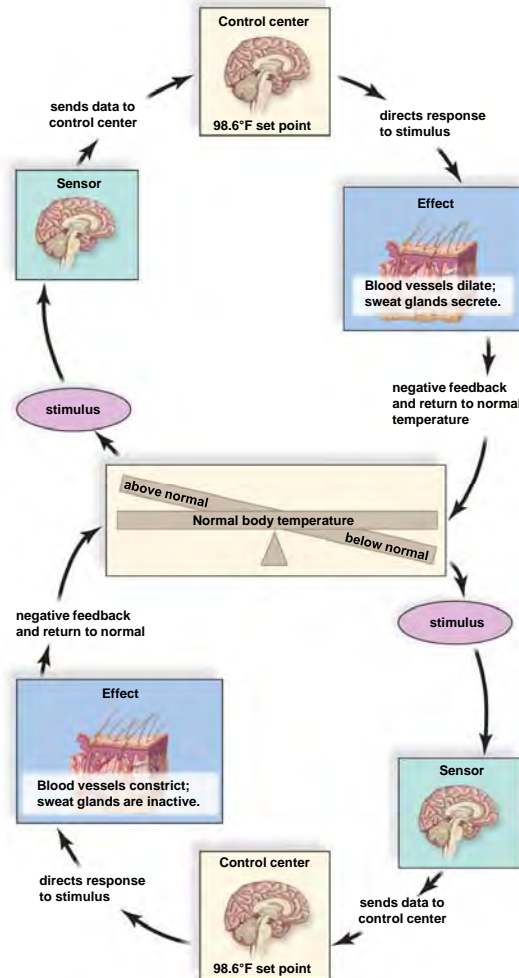 Control center
98.6°F set point
sends data to
control center
directs response
to stimulus
Sensor
Effect
Blood vessels dilate;
sweat glands secrete.
stimulus
negative feedback
and return to normal
temperature
above normal
Normal body temperature
below normal
negative feedback
and return to normal
stimulus
Effect
Blood vessels constrict;
sweat glands are inactive.
Sensor
directs response
to stimulus
Control center
98.6°F set point
sends data to
control center